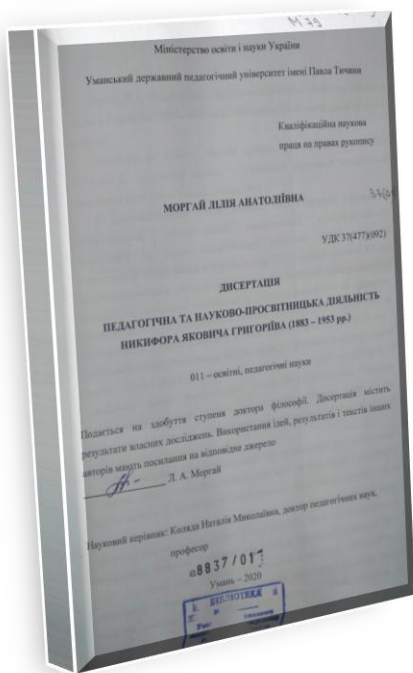 М 79
Міністерство освіти і науки України
Уманський державний педагогічний університет імені Павла Тичини
Кваліфікаційна наукова
праця на правах рукопису
МОРГАЙ ЛІЛІЯ АНАТОЛІЇВНА
УДК 37(477)(092)
ДИСЕРТАЦІЯ
ПЕДАГОГІЧНА ТА НАУКОВО-ПРОСВІТНИЦЬКА ДІЯЛЬНІСТЬ
НИКИФОРА ЯКОВИЧА ГРИГОРІЇВА (1883 – 1953 рр.)
011 – освітні, педагогічні науки
Подається на здобуття ступеня доктора філософії. Дисертація містить
результати власних досліджень. Використання ідей, результатів і текстів інших
авторів мають посилання на відповідне джерело
Л. А. Моргай
Науковий керівник: Коляда Наталія Миколаївна, доктор педагогічних наук,
професор
Умань – 2020
БІБЛІОТЕКА